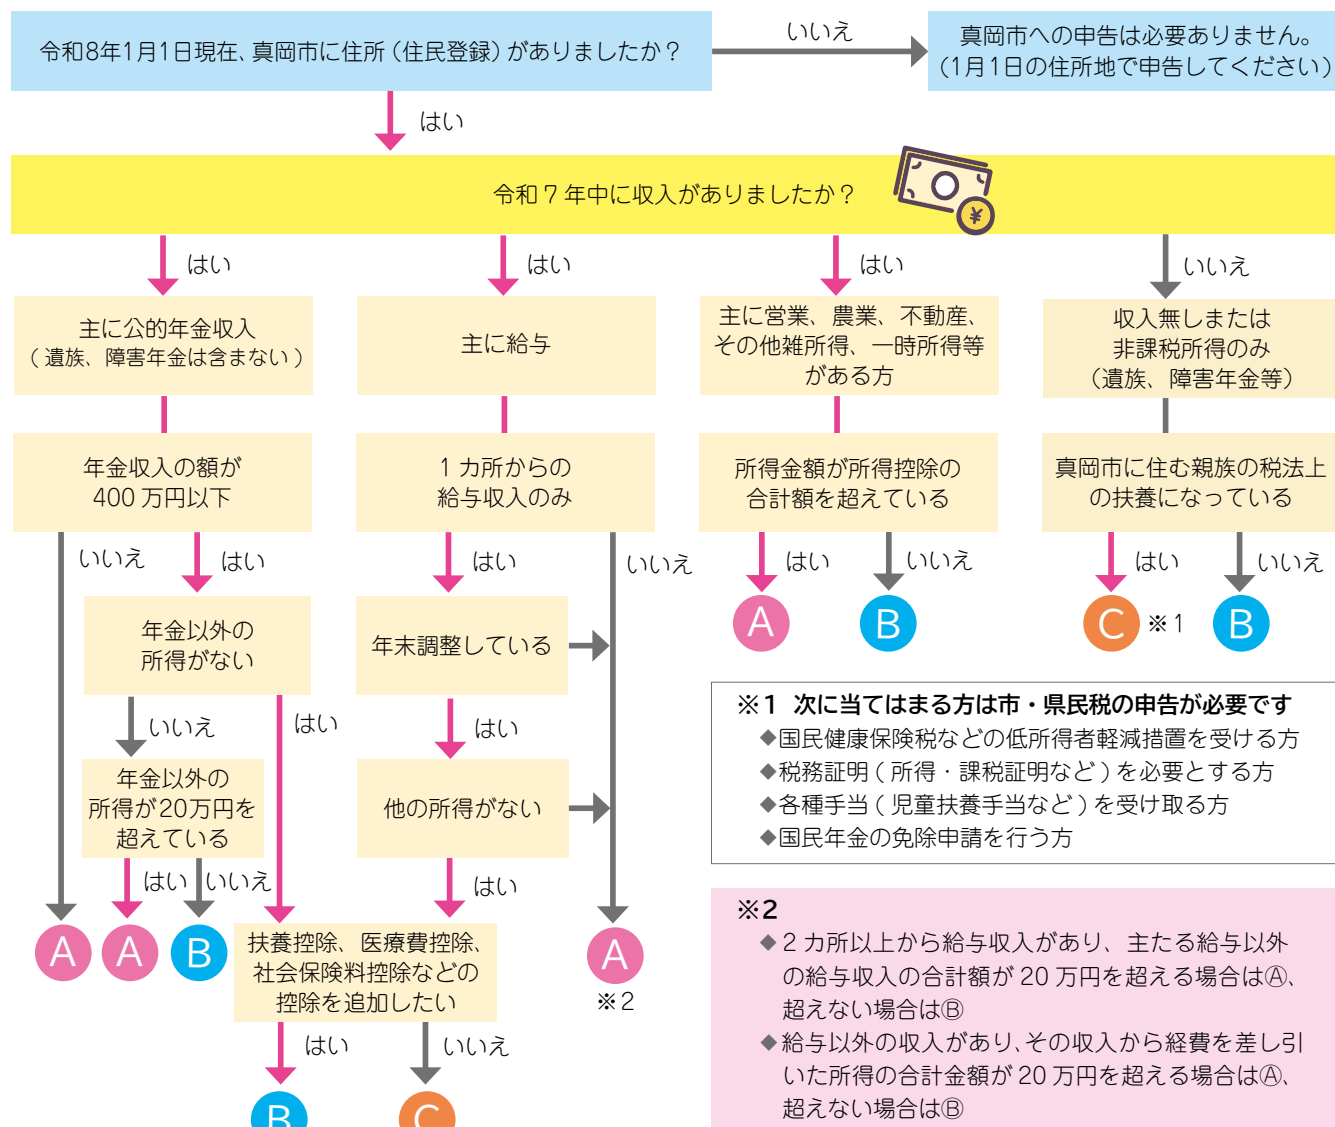 令和8年1月1日現在、真岡市に住所（住民登録）がありましたか？
いいえ
真岡市への申告は必要ありません。
（1月1日の住所地で申告してください）
はい
令和７年中に収入がありましたか？
¥
はい
はい
はい
いいえ
主に公的年金収入
（遺族、障害年金は含まない）
主に給与
主に営業、農業、不動産、
その他雑所得、一時所得等
がある方
収入無しまたは
非課税所得のみ
（遺族、障害年金等）
年金収入の額が
400万円以下
１カ所からの
給与収入のみ
所得金額が所得控除の
合計額を超えている
真岡市に住む親族の税法上
の扶養になっている
いいえ
はい
はい
いいえ
はい
いいえ
はい
いいえ
年金以外の
所得がない
年末調整している
A
B
C
※1
B
いいえ
はい
はい
年金以外の
所得が20万円を
超えている
他の所得がない
はい
いいえ
はい
A
A
B
扶養控除、医療費控除、
社会保険料控除などの
控除を追加したい
A
※2
はい
いいえ
B
C
※1 次に当てはまる方は市・県民税の申告が必要です
◆国民健康保険税などの低所得者軽減措置を受ける方
◆税務証明（所得・課税証明など）を必要とする方
◆各種手当（児童扶養手当など）を受け取る方
◆国民年金の免除申請を行う方
※2
◆２カ所以上から給与収入があり、主たる給与以外
の給与収入の合計額が20万円を超える場合はⒶ、
超えない場合はⒷ
◆給与以外の収入があり、その収入から経費を差し引
いた所得の合計金額が20万円を超える場合はⒶ、
超えない場合はⒷ